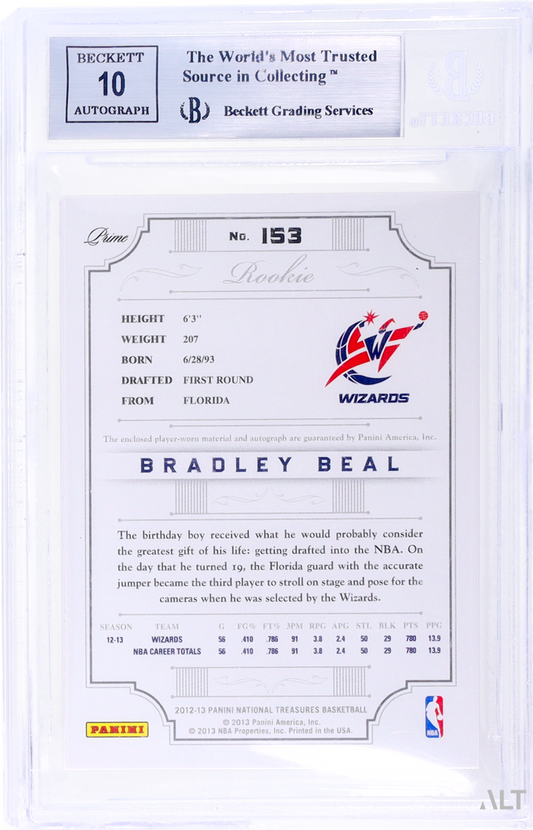 BECKETT
10
AUTOGRAPH
The World's Most Trusted
Source in Collecting™
B Beckett Grading Services
Prime
No. 153
Rookie
HEIGHT 6'3"
WEIGHT 207
BORN 6/28/93
DRAFTED FIRST ROUND
FROM FLORIDA
W
WIZARDS
The enclosed player-worn material and autograph are guaranteed by Panini America, Inc.
BRADLEY BEAL
The birthday boy received what he would probably consider
the greatest gift of his life: getting drafted into the NBA. On
the day that he turned 19, the Florida guard with the accurate
jumper became the third player to stroll on stage and pose for the
cameras when he was selected by the Wizards.
SEASON TEAM G FG% FT% 3PM RPG APG STL BLK PTS PPG
12-13 WIZARDS 56 .410 .786 91 3.8 2.4 50 29 780 13.9
NBA CAREER TOTALS 56 .410 .786 91 3.8 2.4 50 29 780 13.9
2012-13 PANINI NATIONAL TREASURES BASKETBALL
© 2013 Panini America, Inc.
© 2013 NBA Properties, Inc. Printed in the USA.
PANINI
NBA
ALT